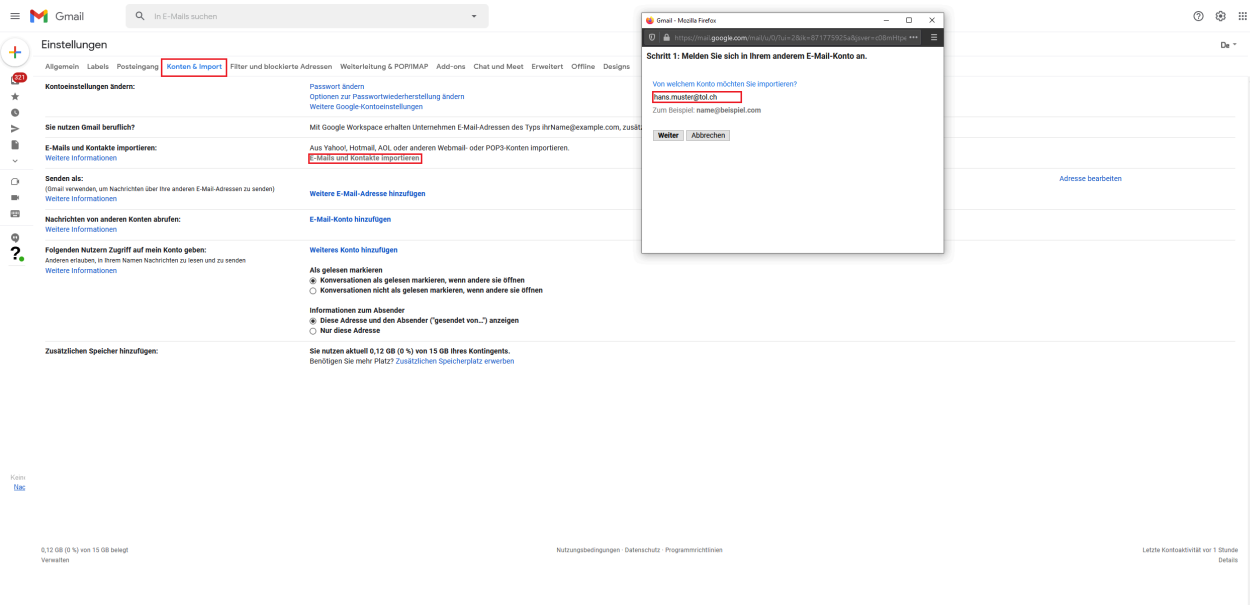 Gmail
In E-Mails suchen
Einstellungen
De
Allgemein Labels Posteingang Konten & Import Filter und blockierte Adressen Weiterleitung & POP/IMAP Add-ons Chat und Meet Erweitert Offline Designs
321
Kontoeinstellungen ändern:
Passwort ändern
Optionen zur Passwortwiederherstellung ändern
Weitere Google-Kontoeinstellungen
Sie nutzen Gmail beruflich?
Mit Google Workspace erhalten Unternehmen E-Mail-Adressen des Typs ihrName@example.com, zusät
E-Mails und Kontakte importieren:
Weitere Informationen
Aus Yahoo!, Hotmail, AOL oder anderen Webmail- oder POP3-Konten importieren.
E-Mails und Kontakte importieren
Senden als:
(Gmail verwenden, um Nachrichten über Ihre anderen E-Mail-Adressen zu senden)
Weitere Informationen
Weitere E-Mail-Adresse hinzufügen
Adresse bearbeiten
Nachrichten von anderen Konten abrufen:
Weitere Informationen
E-Mail-Konto hinzufügen
Folgenden Nutzern Zugriff auf mein Konto geben:
Anderen erlauben, in Ihrem Namen Nachrichten zu lesen und zu senden
Weitere Informationen
Weiteres Konto hinzufügen
Als gelesen markieren
Konversationen als gelesen markieren, wenn andere sie öffnen
Konversationen nicht als gelesen markieren, wenn andere sie öffnen
Informationen zum Absender
Diese Adresse und den Absender ("gesendet von...") anzeigen
Nur diese Adresse
Zusätzlichen Speicher hinzufügen:
Sie nutzen aktuell 0,12 GB (0 %) von 15 GB Ihres Kontingents.
Benötigen Sie mehr Platz? Zusätzlichen Speicherplatz erwerben
Gmail - Mozilla Firefox
https://mail.google.com/mail/u/0/?ui=2&ik=871775925a&jsver=
Schritt 1: Melden Sie sich in Ihrem anderem E-Mail-Konto an.
Von welchem Konto möchten Sie importieren?
hans.muster@tol.ch
Zum Beispiel: name@beispiel.com
Weiter Abbrechen
Nac
0,12 GB (0 %) von 15 GB belegt
Verwalten
Nutzungsbedingungen · Datenschutz · Programmrichtlinien
Letzte Kontoaktivität vor 1 Stunde
Details